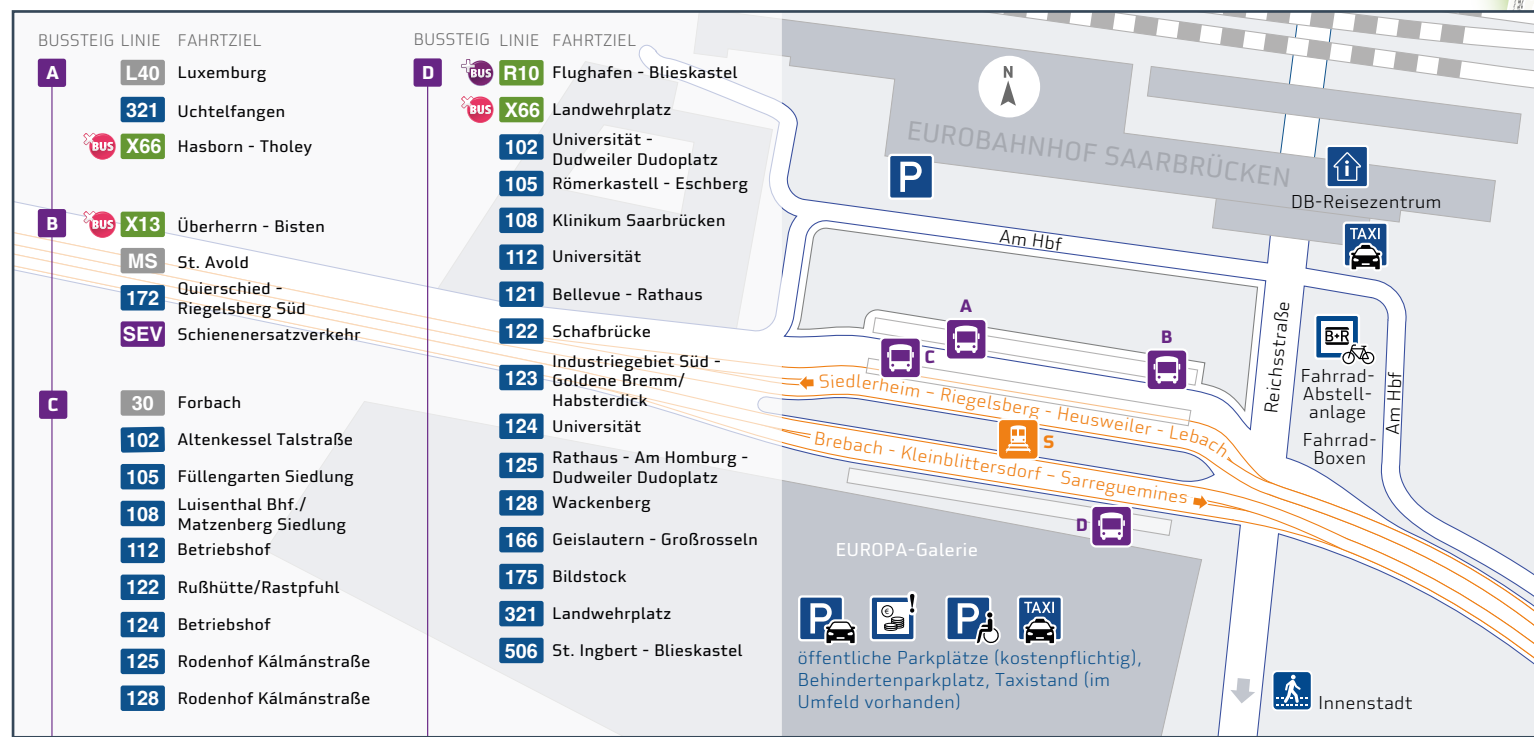 BUSSTEIG LINIE FAHRTZIEL
A
L40 Luxemburg
321 Uchtelfangen
XBUS X66 Hasborn - Tholey
B
XBUS X13 Überherrn - Bisten
MS St. Avold
172 Quierschied -
Riegelsberg Süd
SEV Schienenersatzverkehr
C
30 Forbach
102 Altenkessel Talstraße
105 Füllengarten Siedlung
108 Luisenthal Bhf./
Matzenberg Siedlung
112 Betriebshof
122 Rußhütte/Rastpfuhl
124 Betriebshof
125 Rodenhof Kálmánstraße
128 Rodenhof Kálmánstraße
BUSSTEIG LINIE FAHRTZIEL
D
+BUS R10 Flughafen - Blieskastel
XBUS X66 Landwehrplatz
102 Universität -
Dudweiler Dudoplatz
105 Römerkastell - Eschberg
108 Klinikum Saarbrücken
112 Universität
121 Bellevue - Rathaus
122 Schafbrücke
123 Industriegebiet Süd -
Goldene Bremm/
Habsterdick
124 Universität
125 Rathaus - Am Homburg -
Dudweiler Dudoplatz
128 Wackenberg
166 Geislautern - Großrosseln
175 Bildstock
321 Landwehrplatz
506 St. Ingbert - Blieskastel
N
EUROBAHNHOF SAARBRÜCKEN
P
i
DB-Reisezentrum
TAXI
Am Hbf
A
B
C
Reichsstraße
B+R
Fahrrad-
Abstell-
anlage
Fahrrad-
Boxen
Am Hbf
Siedlerheim - Riegelsberg - Heusweiler - Lebach
S
Brebach - Kleinblittersdorf - Sarreguemines
D
EUROPA-Galerie
P
€ !
P
TAXI
öffentliche Parkplätze (kostenpflichtig),
Behindertenparkplatz, Taxistand (im
Umfeld vorhanden)
Innenstadt